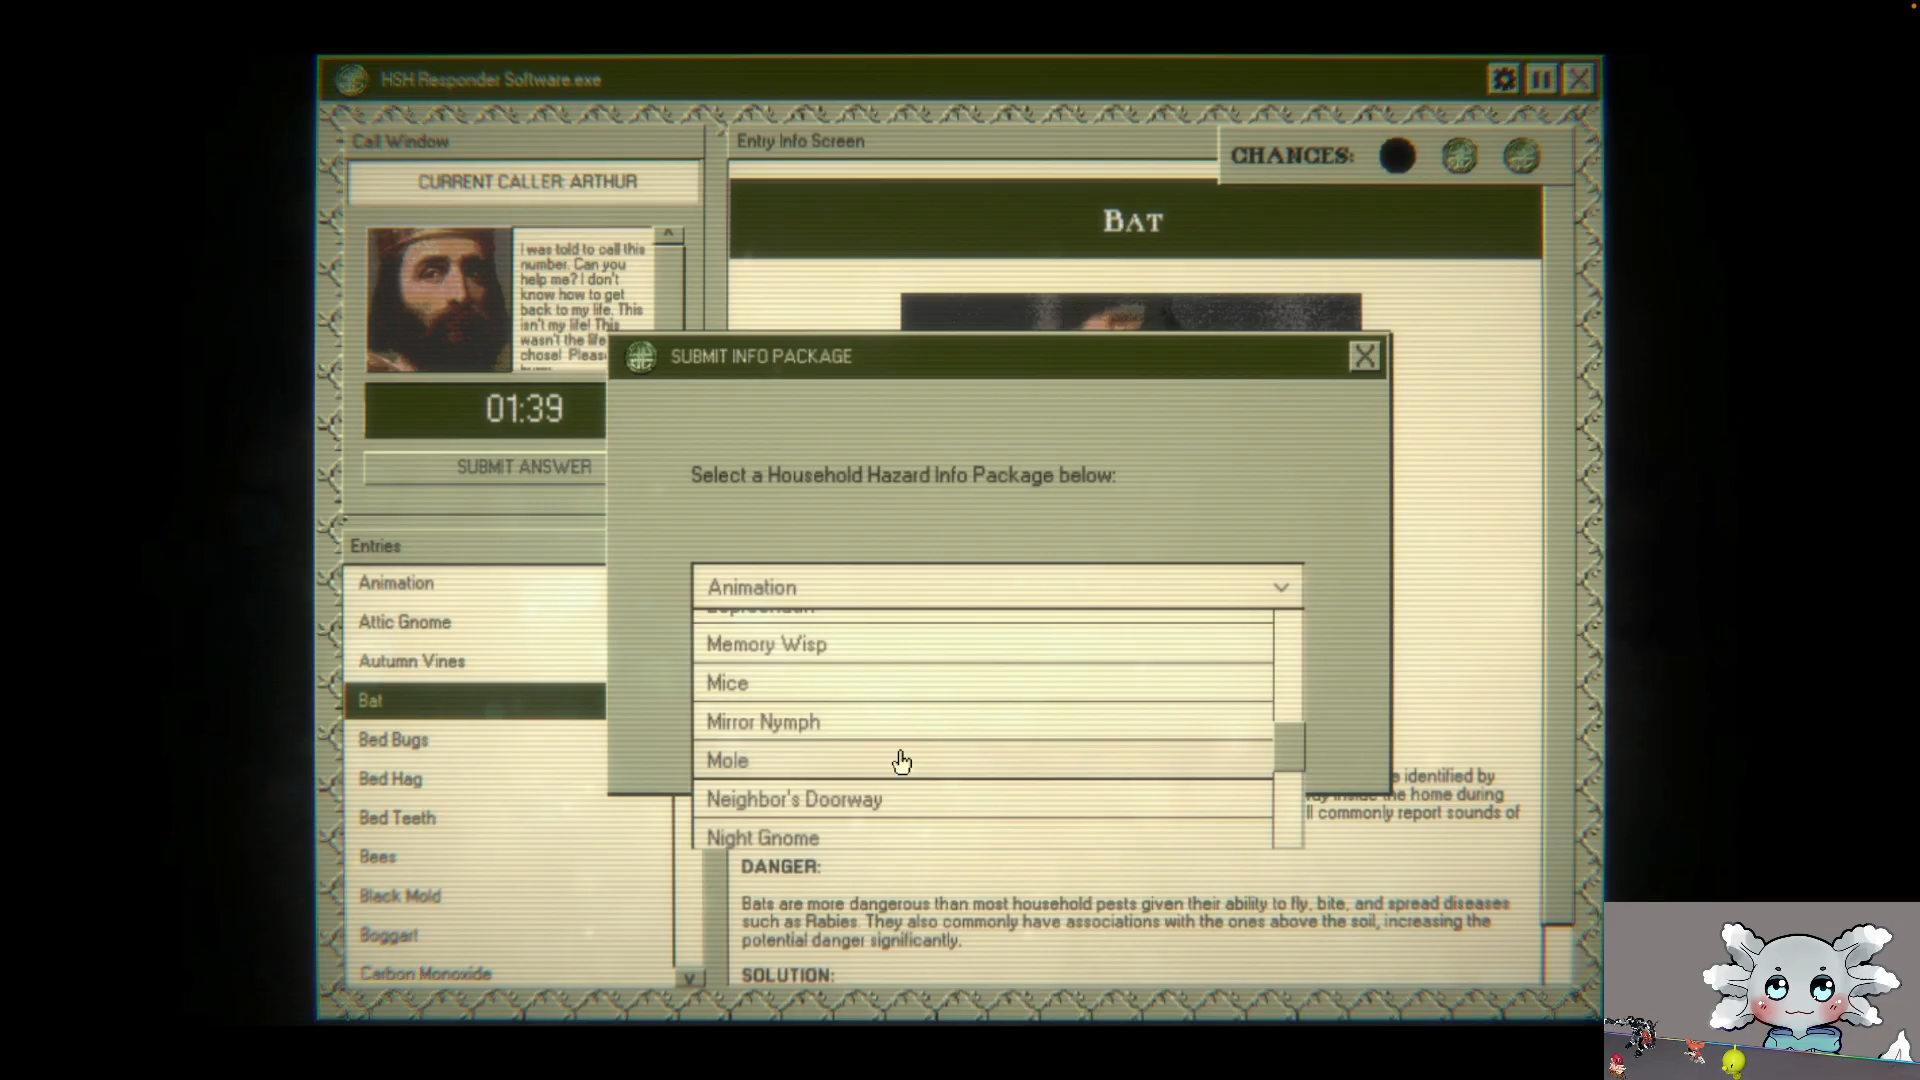 HSH Responder Software.exe
Call Window
CURRENT CALLER: ARTHUR
I was told to call this
number. Can you
help me? I don't
know how to get
back to my life. This
isn't my life! This
wasn't the life
chose! Pleas
01:39
SUBMIT ANSWER
Entries
Animation
Attic Gnome
Autumn Vines
Bat
Bed Bugs
Bed Hag
Bed Teeth
Bees
Black Mold
Boggart
Carbon Monoxide
Entry Info Screen
CHANCES:
BAT
SUBMIT INFO PACKAGE
Select a Household Hazard Info Package below:
Animation
Memory Wisp
Mice
Mirror Nymph
Mole
Neighbor's Doorway
Night Gnome
e identified by
the home during
ll commonly report sounds of
DANGER:
Bats are more dangerous than most household pests given their ability to fly, bite, and spread diseases
such as Rabies. They also commonly have associations with the ones above the soil, increasing the
potential danger significantly.
SOLUTION: